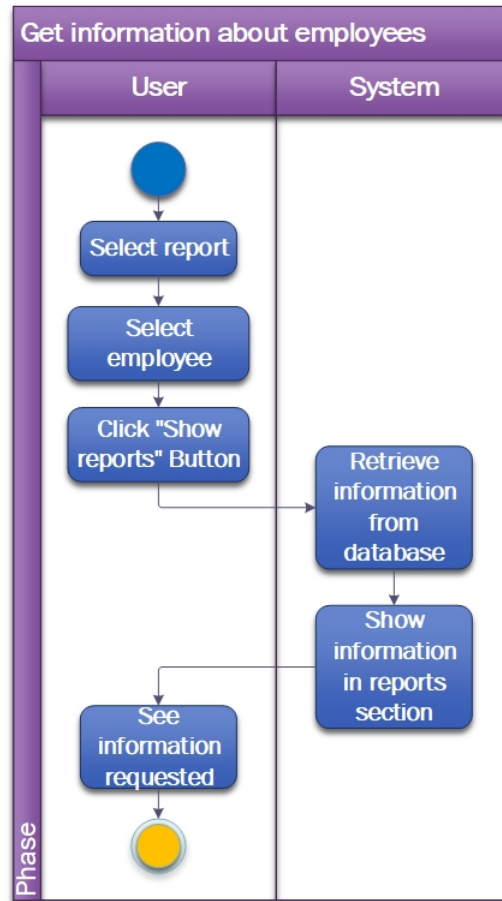 Get information about employees
User
System
Select report
Select
employee
Click "Show
reports" Button
Retrieve
information
from
database
Show
information
in reports
section
See
information
requested
Phase